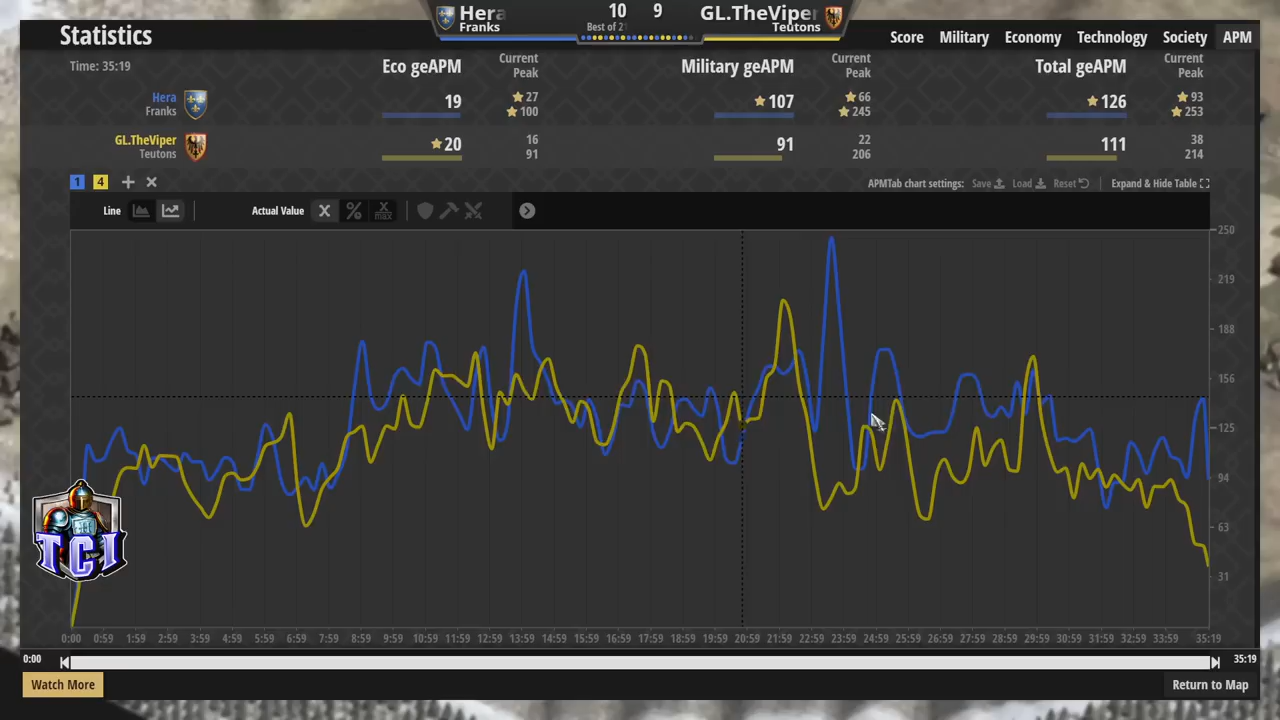 Hera 10 9 GL.TheViper
Franks Best of 21 Teutons
Statistics
Score Military Economy Technology Society APM
Time: 35:19 Eco geAPM Current Peak Military geAPM Current Peak Total geAPM Current Peak
Hera 19 27 107 66 126 93
Franks 100 245 253
GL.TheViper 20 16 91 22 111 38
Teutons 91 206 214
1 4
APMTab chart settings: Save Load Reset Expand & Hide Table
Line Actual Value X % X max
250
219
188
156
125
94
63
31
TCI
0:00 0:59 1:59 2:59 3:59 4:59 5:59 6:59 7:59 8:59 9:59 10:59 11:59 12:59 13:59 14:59 15:59 16:59 17:59 18:59 19:59 20:59 21:59 22:59 23:59 24:59 25:59 26:59 27:59 28:59 29:59 30:59 31:59 32:59 33:59 35:19
0:00 35:19
Watch More Return to Map